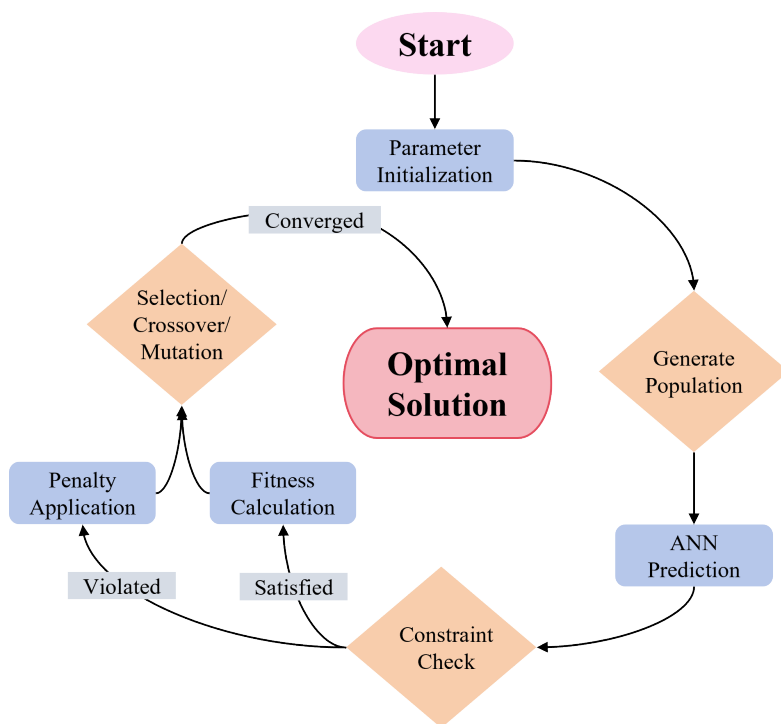 Start
Parameter
Initialization
Converged
Selection/
Crossover/
Mutation
Optimal
Solution
Generate
Population
Penalty
Application
Fitness
Calculation
ANN
Prediction
Violated
Satisfied
Constraint
Check